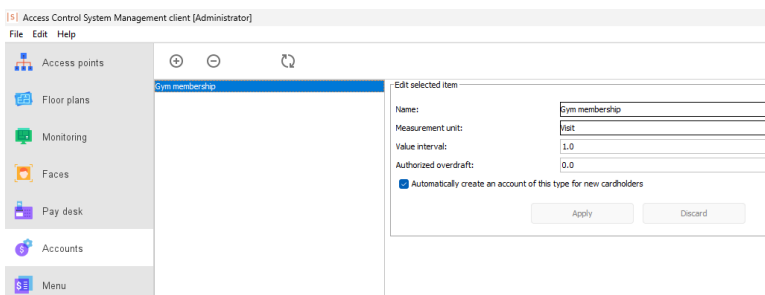 |S| Access Control System Management client [Administrator]
File Edit Help
Access points
Floor plans
Monitoring
Faces
Pay desk
Accounts
Menu
Gym membership
Edit selected item
Name: Gym membership
Measurement unit: Visit
Value interval: 1.0
Authorized overdraft: 0.0
Automatically create an account of this type for new cardholders
Apply Discard